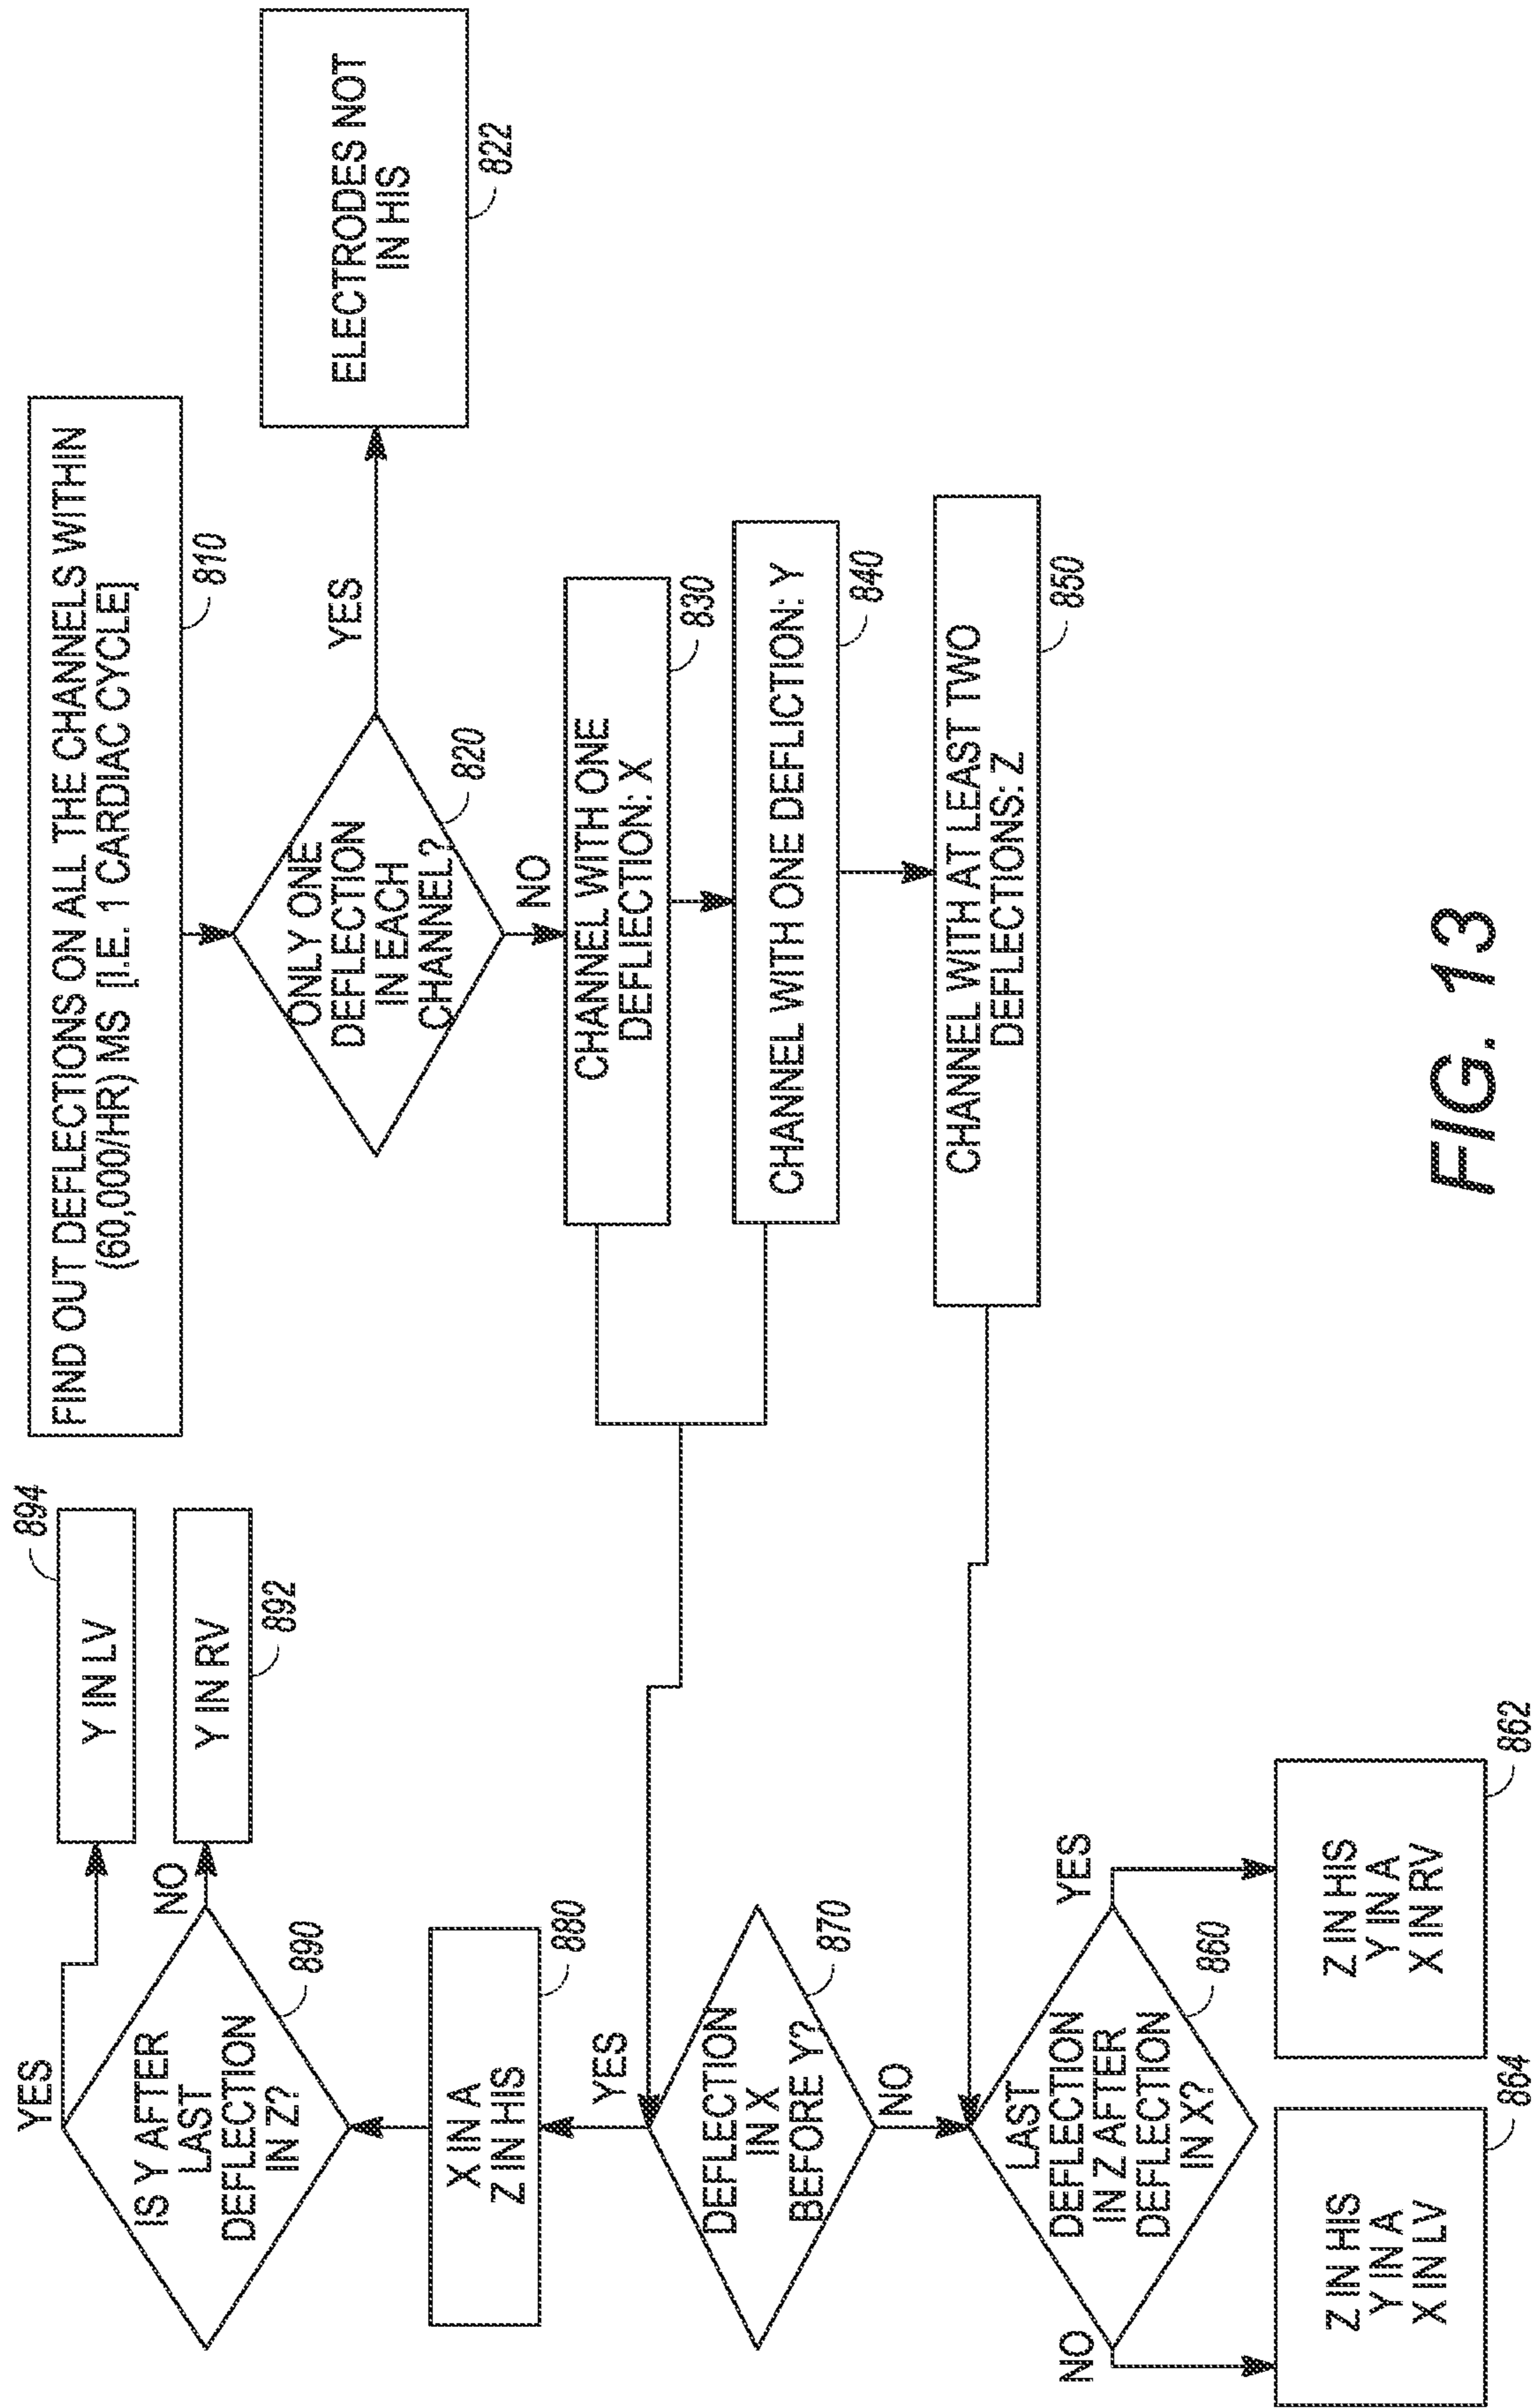 FIND OUT DEFLECTIONS ON ALL THE CHANNELS WITHIN
(60,000/HR) MS [I.E. 1 CARDIAC CYCLE]
810
ONLY ONE
DEFLECTION
IN EACH
CHANNEL?
820
YES
ELECTRODES NOT
IN HIS
822
NO
CHANNEL WITH ONE
DEFLECTION: X
830
CHANNEL WITH ONE DEFLICTION: Y
840
CHANNEL WITH AT LEAST TWO
DEFLECTIONS: Z
850
YES
IS Y AFTER
LAST
DEFLECTION
IN Z?
890
NO
Y IN LV
894
Y IN RV
892
X IN A
Z IN HIS
880
YES
DEFLECTION
IN X
BEFORE Y?
870
NO
LAST
DEFLECTION
IN Z AFTER
DEFLECTION
IN X?
860
NO
YES
Z IN HIS
Y IN A
X IN LV
864
Z IN HIS
Y IN A
X IN RV
862
FIG. 13